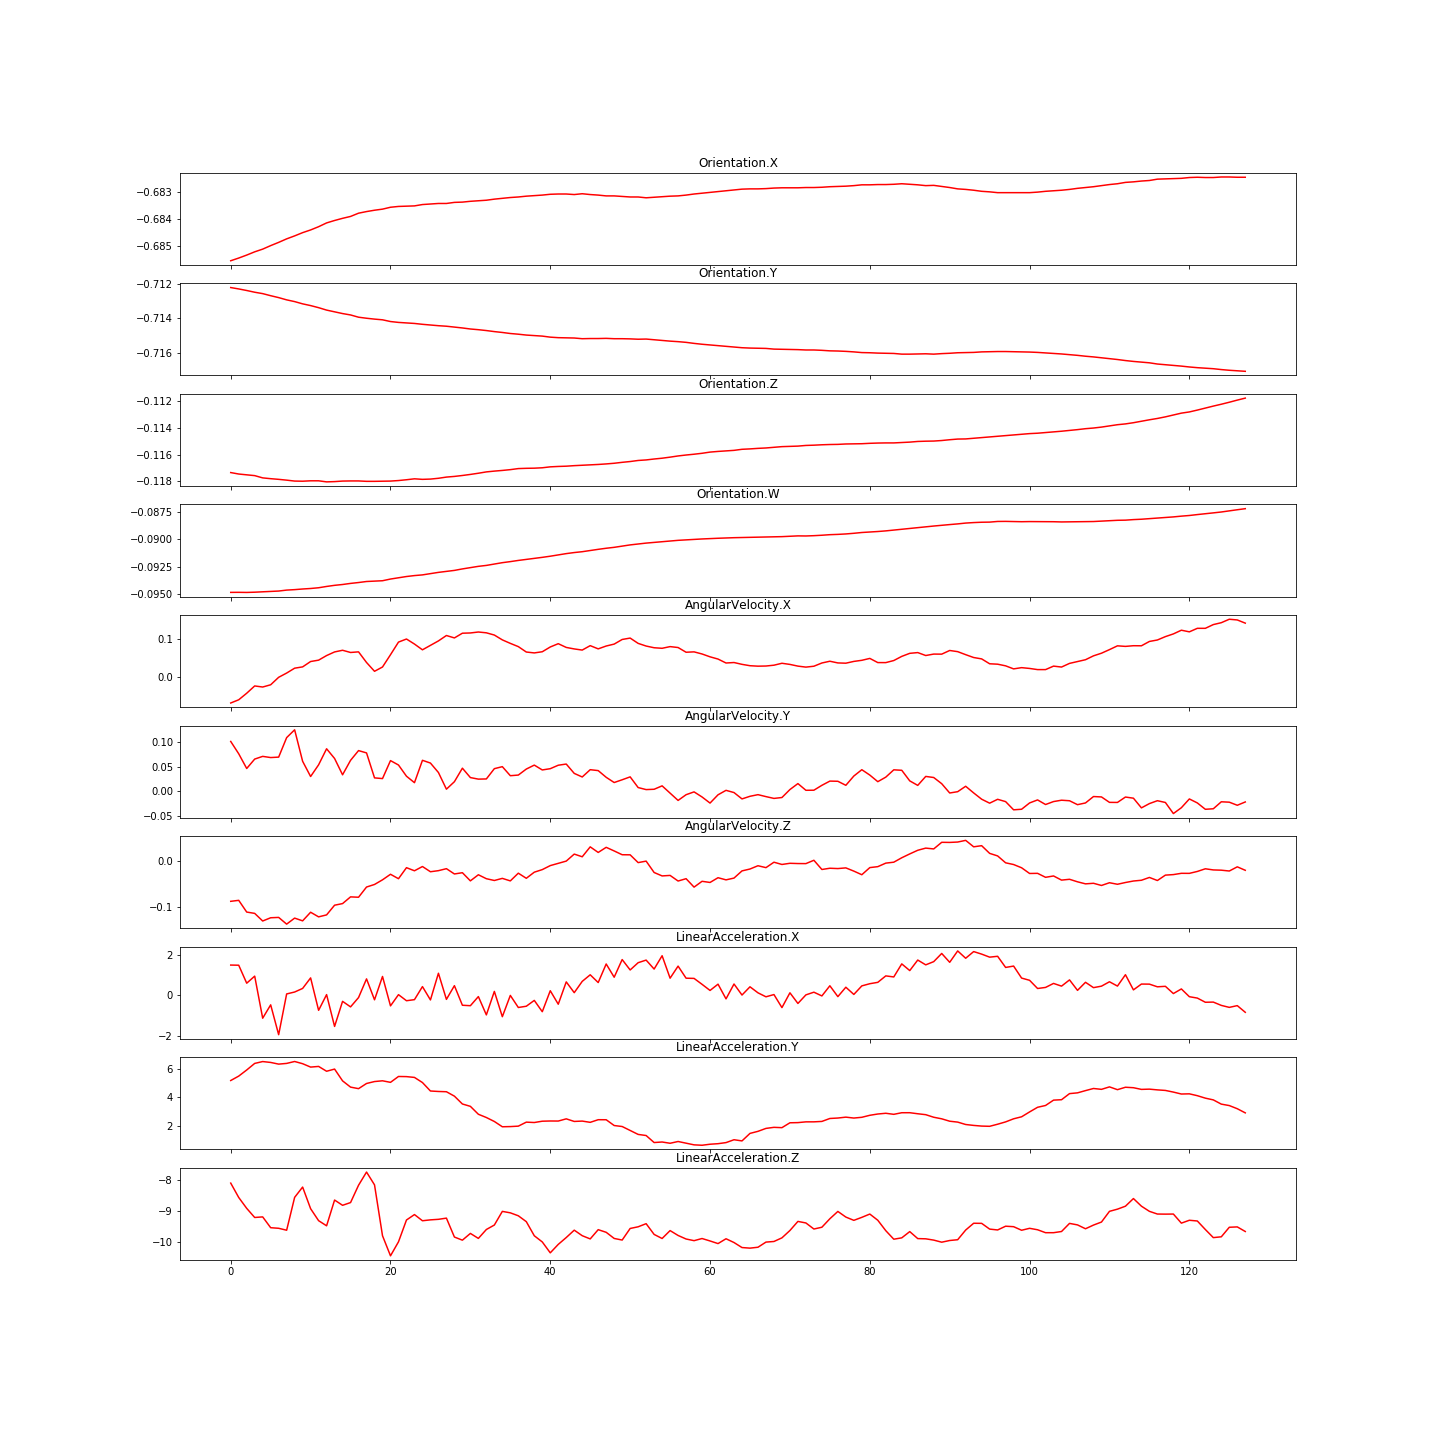 Orientation.X
−0.683
−0.684
−0.685
Orientation.Y
−0.712
−0.714
−0.716
Orientation.Z
−0.112
−0.114
−0.116
−0.118
Orientation.W
−0.0875
−0.0900
−0.0925
−0.0950
AngularVelocity.X
0.1
0.0
AngularVelocity.Y
0.10
0.05
0.00
−0.05
AngularVelocity.Z
0.0
−0.1
LinearAcceleration.X
2
0
−2
LinearAcceleration.Y
6
4
2
LinearAcceleration.Z
−8
−9
−10
0 20 40 60 80 100 120